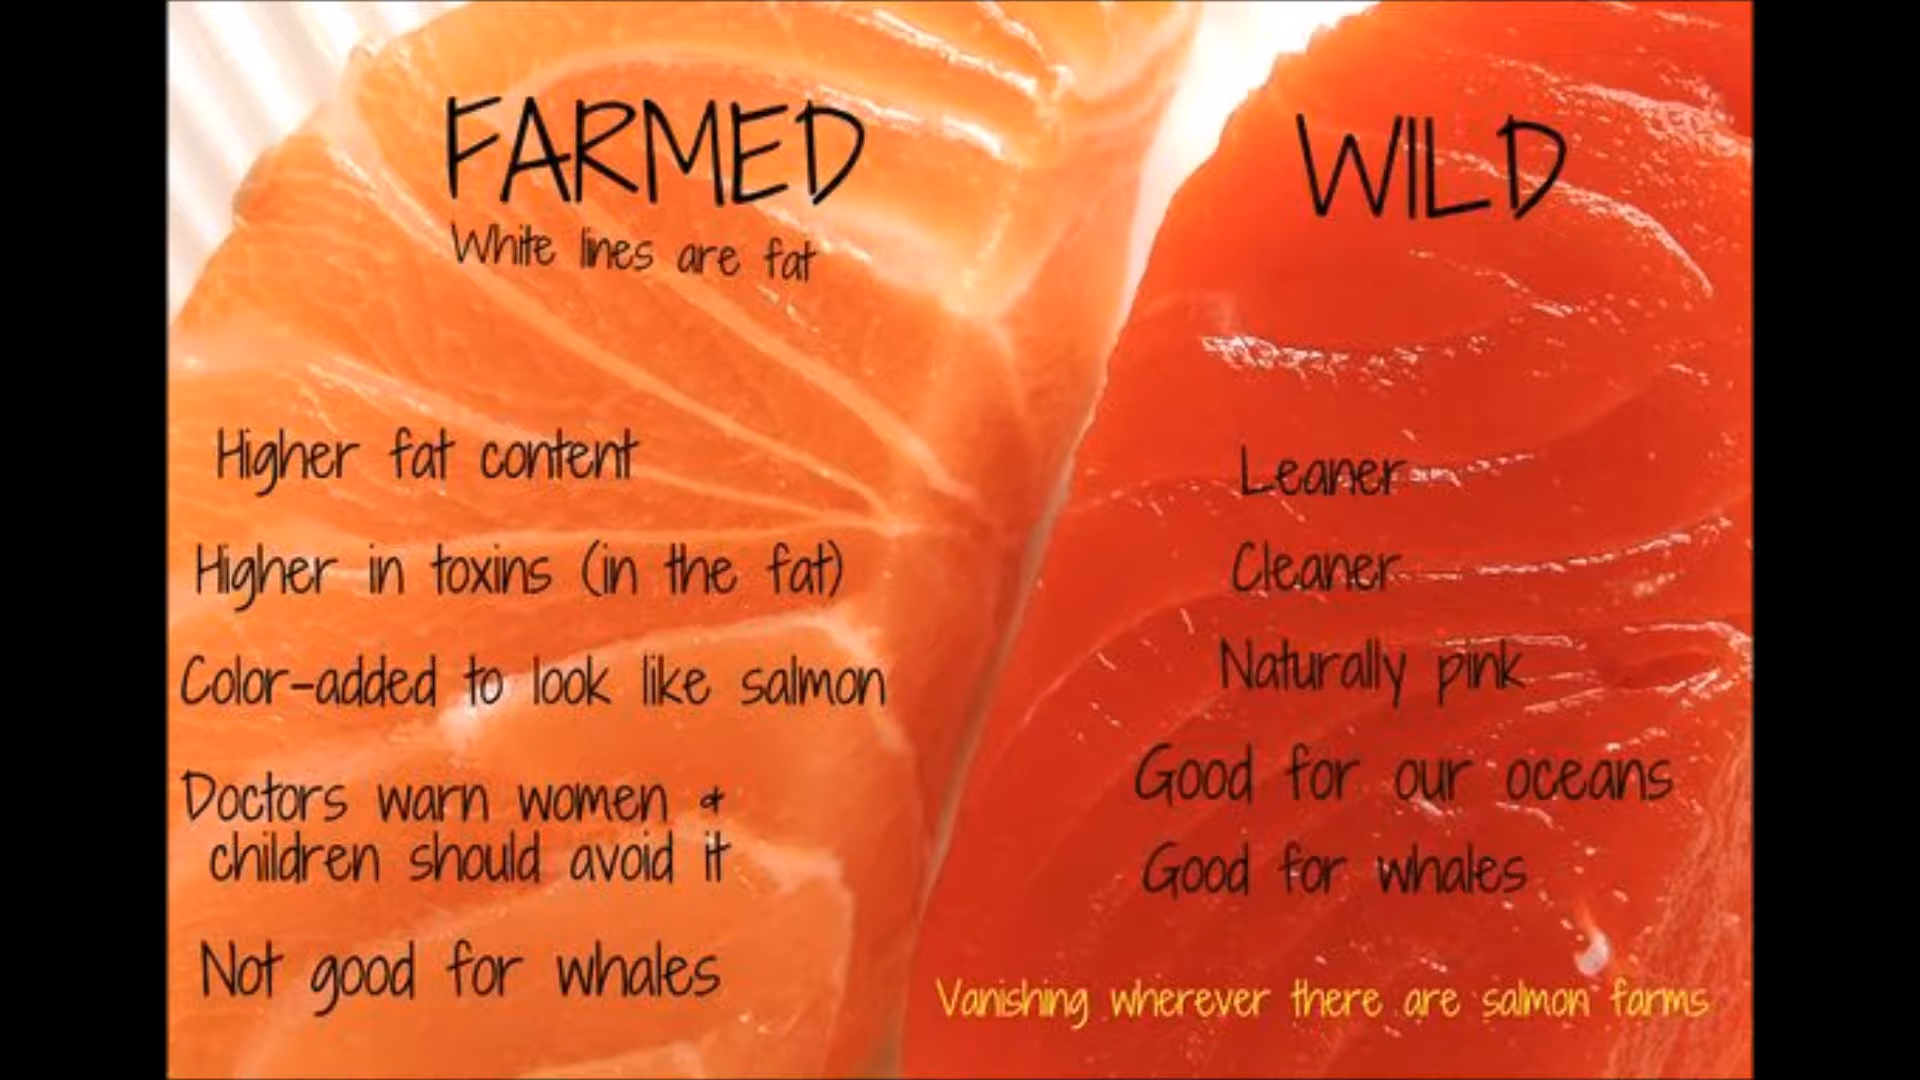 FARMED
White lines are fat
Higher fat content
Higher in toxins (in the fat)
Color-added to look like salmon
Doctors warn women &
children should avoid it
Not good for whales
WILD
Leaner
Cleaner
Naturally pink
Good for our oceans
Good for whales
Vanishing wherever there are salmon farms